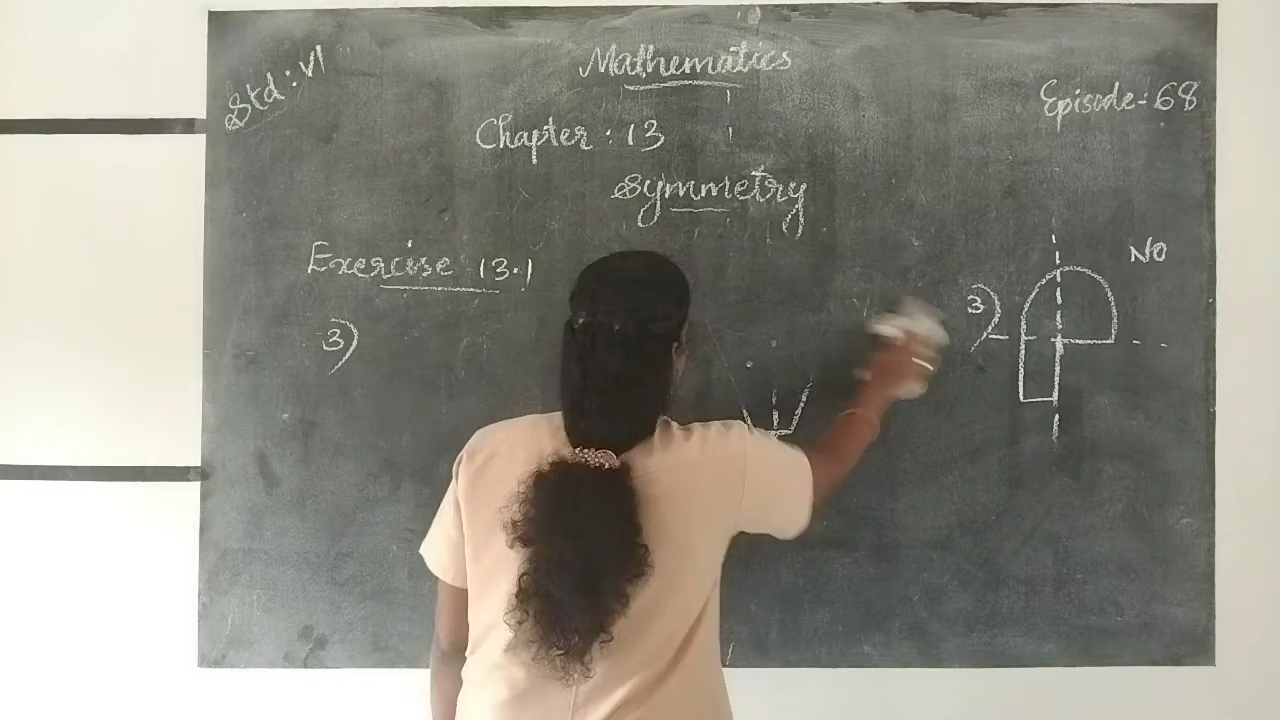 Std: VI
Mathematics
Episode-68
Chapter: 13
Symmetry
Exercise 13.1
3)
3)
NO